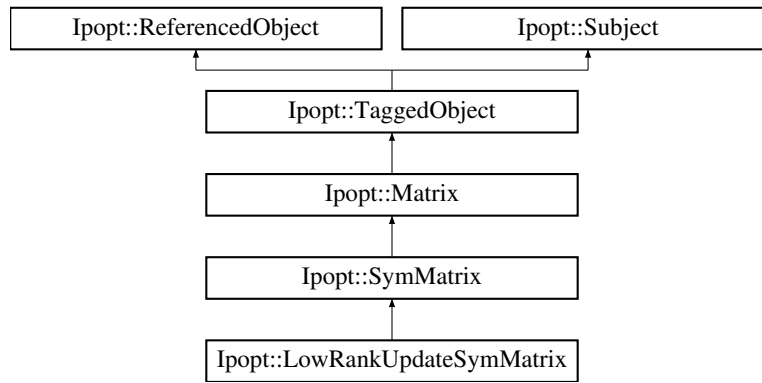 Ipopt::ReferencedObject
Ipopt::Subject
Ipopt::TaggedObject
Ipopt::Matrix
Ipopt::SymMatrix
Ipopt::LowRankUpdateSymMatrix